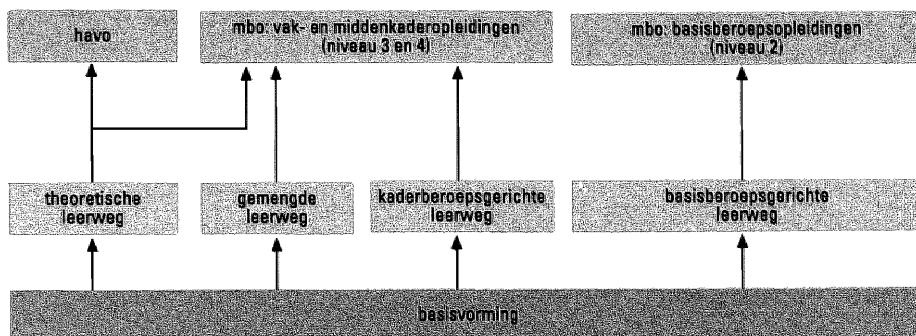 havo
mbo: vak- en middenkaderopleidingen
(niveau 3 en 4)
mbo: basisberoepsopleidingen
(niveau 2)
theoretische
leerweg
gemengde
leerweg
kaderberoepsgerichte
leerweg
basisberoepsgerichte
leerweg
basisvorming